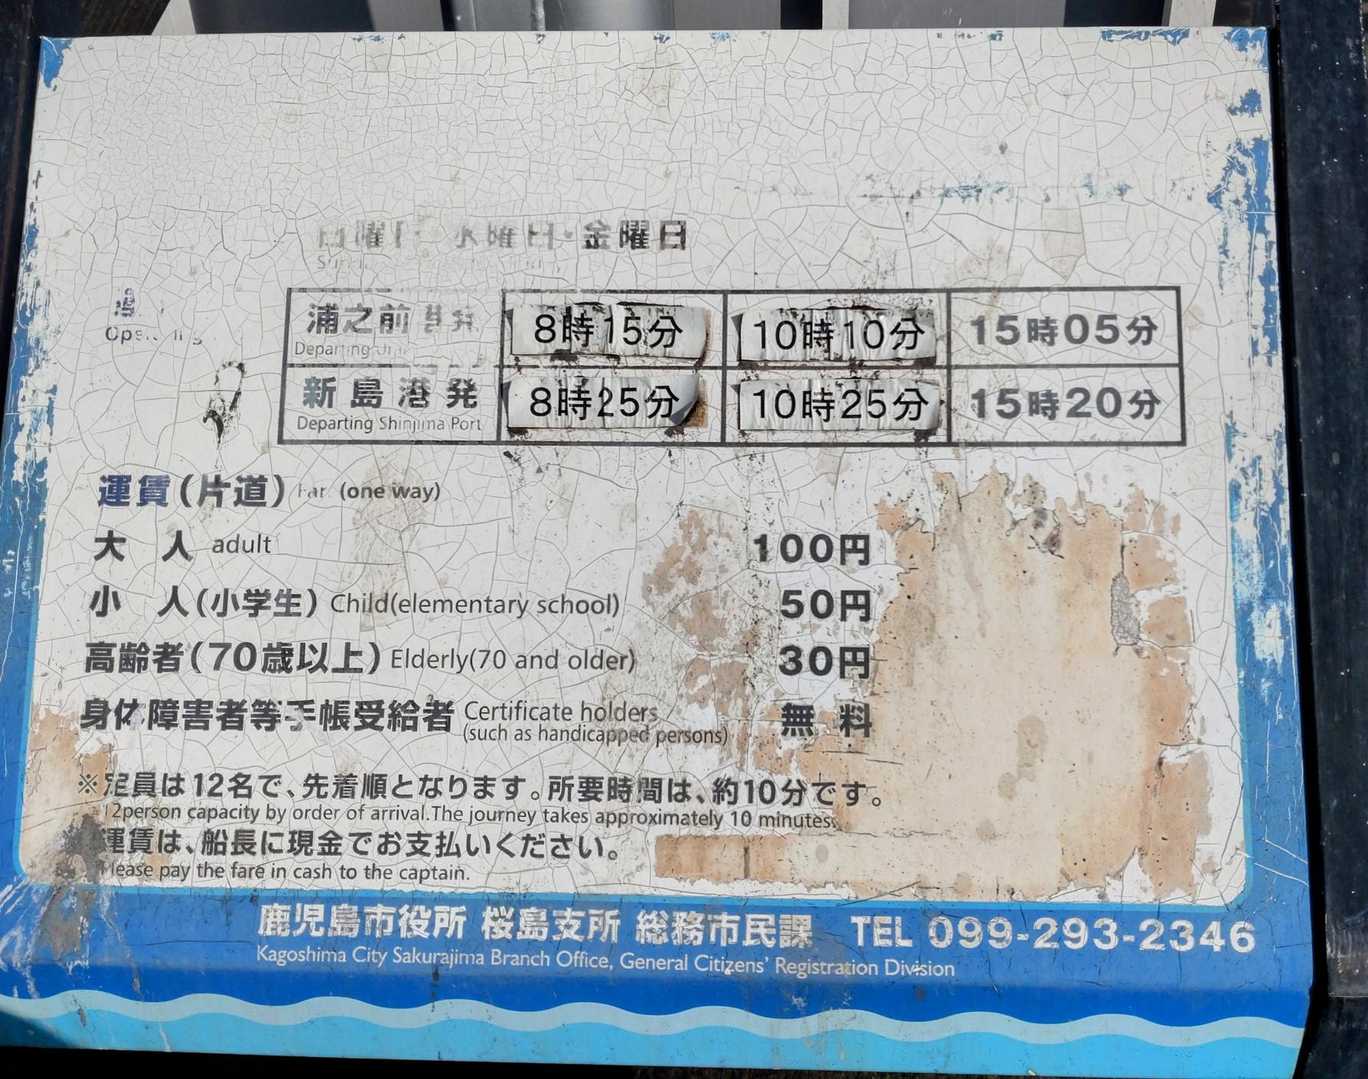 金曜日
浦之前 8時15分 10時10分 15時05分
Departing
新島港発 8時25分 10時25分 15時20分
Departing Shinjima Port
運賃(片道) (one way)
大 人 adult 100円
小 人(小学生) Child(elementary school) 50円
高齢者(70歳以上) Elderly(70 and older) 30円
身体障害者等手帳受給者 Certificate holders 無 料
(such as handicapped persons)
※定員は12名で、先着順となります。所要時間は、約10分です。
12person capacity by order of arrival.The journey takes approximately 10 minutes.
運賃は、船長に現金でお支払いください。
Please pay the fare in cash to the captain.
鹿児島市役所 桜島支所 総務市民課 TEL 099-293-2346
Kagoshima City Sakurajima Branch Office, General Citizens' Registration Division